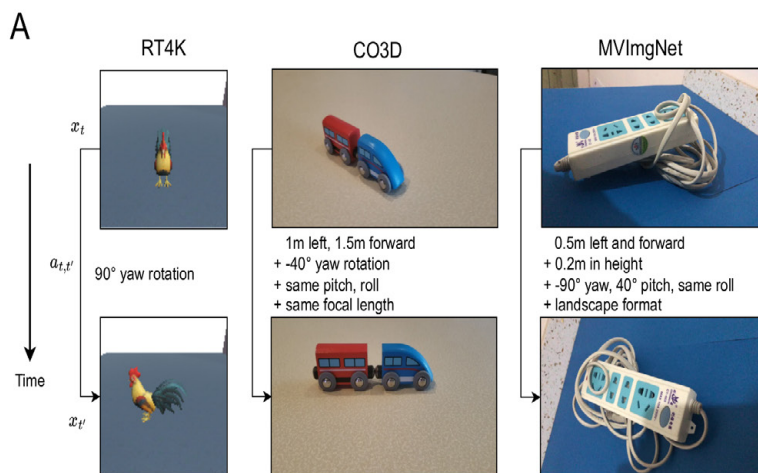 A
RT4K
CO3D
MVImgNet
x_t
1m left, 1.5m forward
+ -40° yaw rotation
+ same pitch, roll
+ same focal length
0.5m left and forward
+ 0.2m in height
+ -90° yaw, 40° pitch, same roll
+ landscape format
a_{t,t'}
90° yaw rotation
Time
x_{t'}